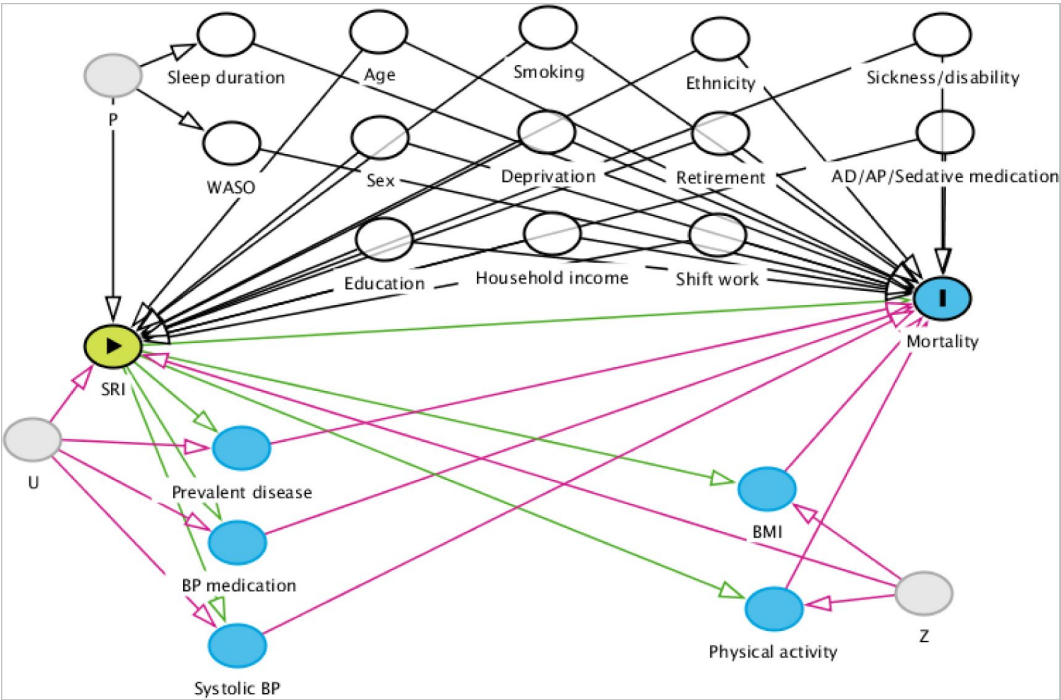 Sleep duration
Age
Smoking
Ethnicity
Sickness/disability
P
WASO
Sex
Deprivation
Retirement
AD/AP/Sedative medication
Education
Household income
Shift work
Mortality
SRI
U
Prevalent disease
BMI
BP medication
Z
Physical activity
Systolic BP